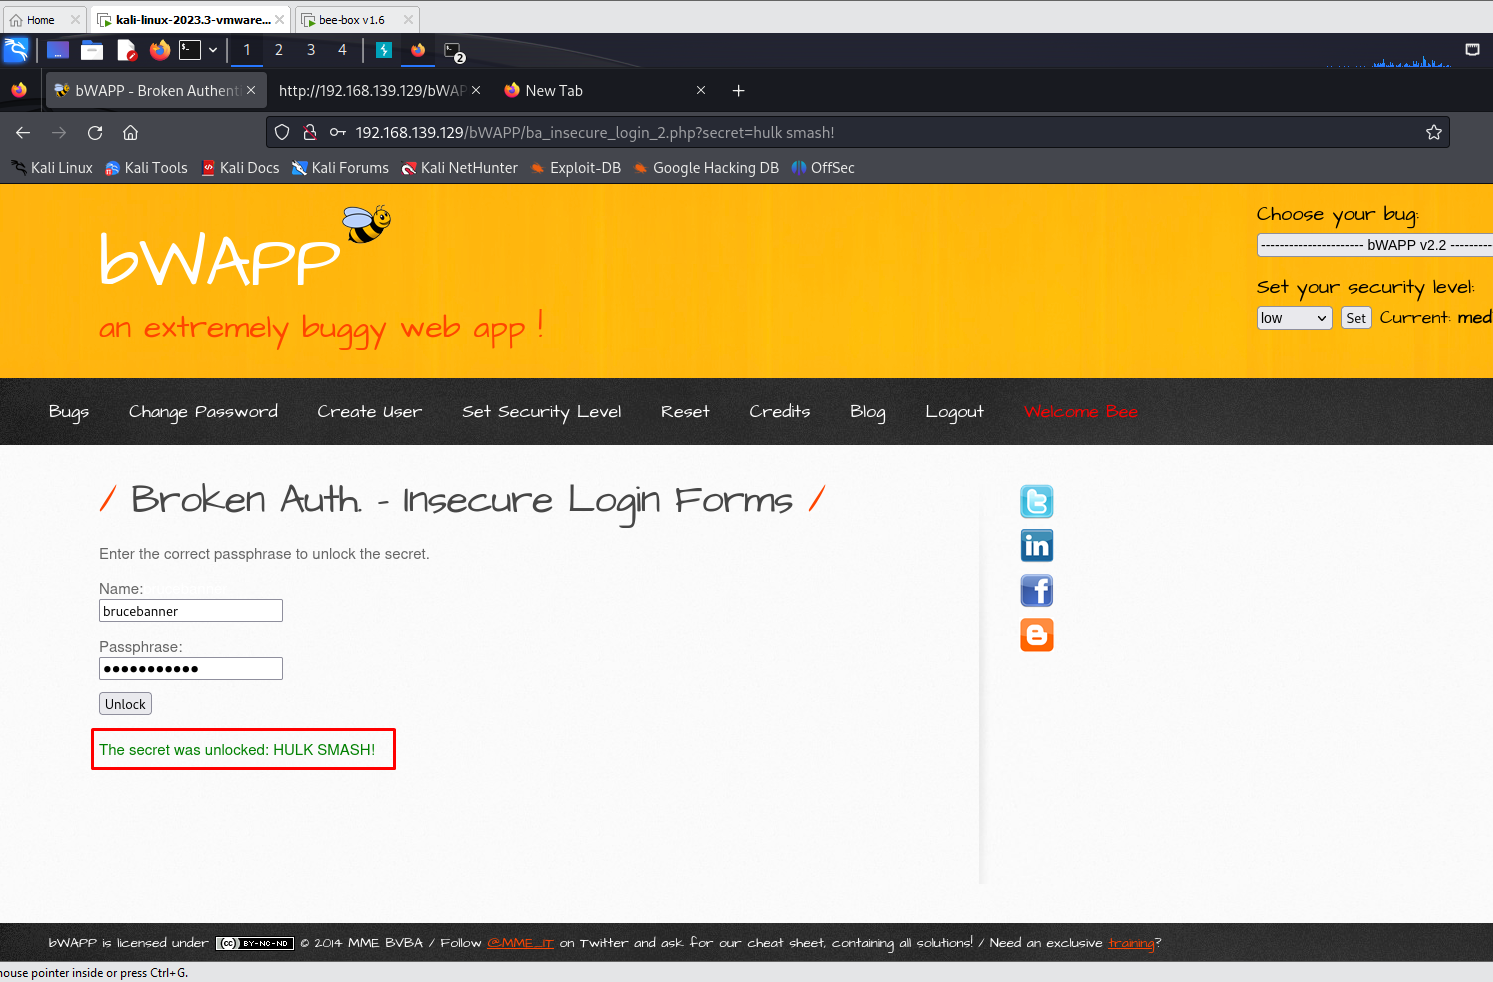 Home
kali-linux-2023.3-vmware...
bee-box v1.6
1 2 3 4
2
bWAPP - Broken Authenti
http://192.168.139.129/bWAP
New Tab
192.168.139.129/bWAPP/ba_insecure_login_2.php?secret=hulk smash!
Kali Linux
Kali Tools
Kali Docs
Kali Forums
Kali NetHunter
Exploit-DB
Google Hacking DB
OffSec
bWAPP
an extremely buggy web app !
Choose your bug:
---------------------- bWAPP v2.2 ---------
Set your security level:
low
Set
Current: med
Bugs
Change Password
Create User
Set Security Level
Reset
Credits
Blog
Logout
Welcome Bee
/ Broken Auth. - Insecure Login Forms /
Enter the correct passphrase to unlock the secret.
Name:
brucebanner
Passphrase:
●●●●●●●●●●●
Unlock
The secret was unlocked: HULK SMASH!
bWAPP is licensed under (cc) BY-NC-ND © 2014 MME BVBA / Follow @MME_IT on Twitter and ask for our cheat sheet, containing all solutions! / Need an exclusive training?
ouse pointer inside or press Ctrl+G.